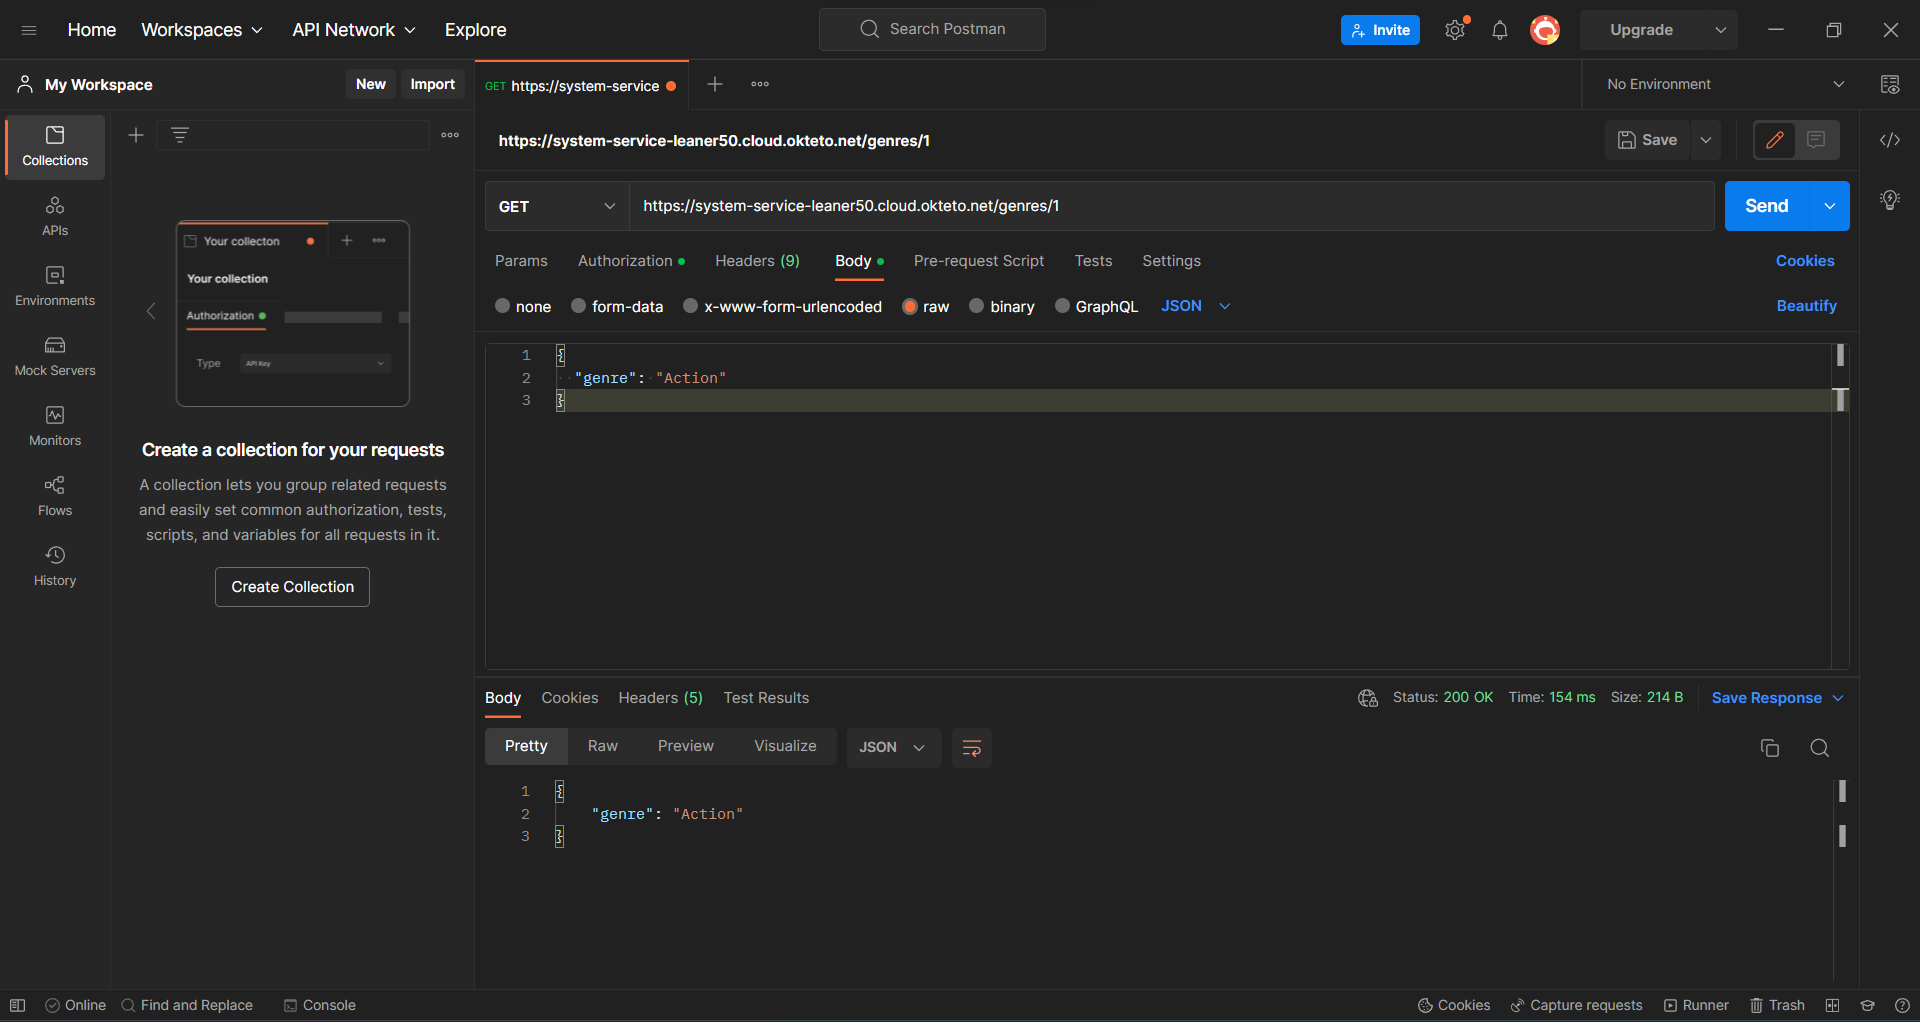 Home Workspaces API Network Explore Search Postman Invite Upgrade
My Workspace New Import GET https://system-service No Environment
https://system-service-leaner50.cloud.okteto.net/genres/1 Save
Collections
APIs
Environments
Mock Servers
Monitors
Flows
History
Your collecton
Your collection
Authorization
Type API Key
Create a collection for your requests
A collection lets you group related requests
and easily set common authorization, tests,
scripts, and variables for all requests in it.
Create Collection
GET https://system-service-leaner50.cloud.okteto.net/genres/1 Send
Params Authorization Headers (9) Body Pre-request Script Tests Settings Cookies
none form-data x-www-form-urlencoded raw binary GraphQL JSON Beautify
1 {
2 "genre": "Action"
3 }
Body Cookies Headers (5) Test Results Status: 200 OK Time: 154 ms Size: 214 B Save Response
Pretty Raw Preview Visualize JSON
1 {
2 "genre": "Action"
3 }
Online Find and Replace Console Cookies Capture requests Runner Trash